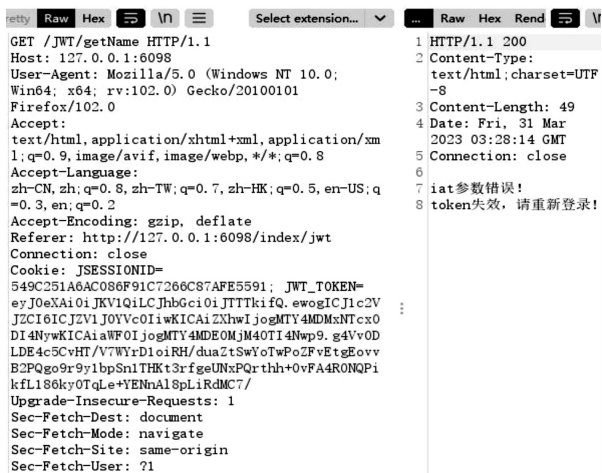 retty Raw Hex \n Select extension... ... Raw Hex Rend \n
GET /JWT/getName HTTP/1.1
Host: 127.0.0.1:6098
User-Agent: Mozilla/5.0 (Windows NT 10.0;
Win64; x64; rv:102.0) Gecko/20100101
Firefox/102.0
Accept:
text/html,application/xhtml+xml,application/xm
l;q=0.9,image/avif,image/webp,*/*;q=0.8
Accept-Language:
zh-CN,zh;q=0.8,zh-TW;q=0.7,zh-HK;q=0.5,en-US;q
=0.3,en;q=0.2
Accept-Encoding: gzip, deflate
Referer: http://127.0.0.1:6098/index/jwt
Connection: close
Cookie: JSESSIONID=
549C251A6AC086F91C7266C87AFE5591; JWT_TOKEN=
eyJ0eXAiOiJKV1QiLCJhbGciOiJTTTkifQ.ewogICJ1c2V
JZCI6ICJZV1J0YVc0IiwKICAiZXhwIjogMTY4MDMxNTcx0
DI4NywKICAiaWF0IjogMTY4MDE0MjM4OTI4Nwp9.g4Vv0D
LDE4c5CvHT/V7WYrD1oiRH/duaZtSwYoTwPoZFvEtgEovv
B2PQgo9r9y1bpSn1THKt3rfgeUNxPQrthh+0vFA4R0NQPi
kfL186ky0TqLe+YENnAl8pLiRdMC7/
Upgrade-Insecure-Requests: 1
Sec-Fetch-Dest: document
Sec-Fetch-Mode: navigate
Sec-Fetch-Site: same-origin
Sec-Fetch-User: ?1
1 HTTP/1.1 200
2 Content-Type:
text/html;charset=UTF
-8
3 Content-Length: 49
4 Date: Fri, 31 Mar
2023 03:28:14 GMT
5 Connection: close
6
7 iat参数错误!
8 token失效，请重新登录!